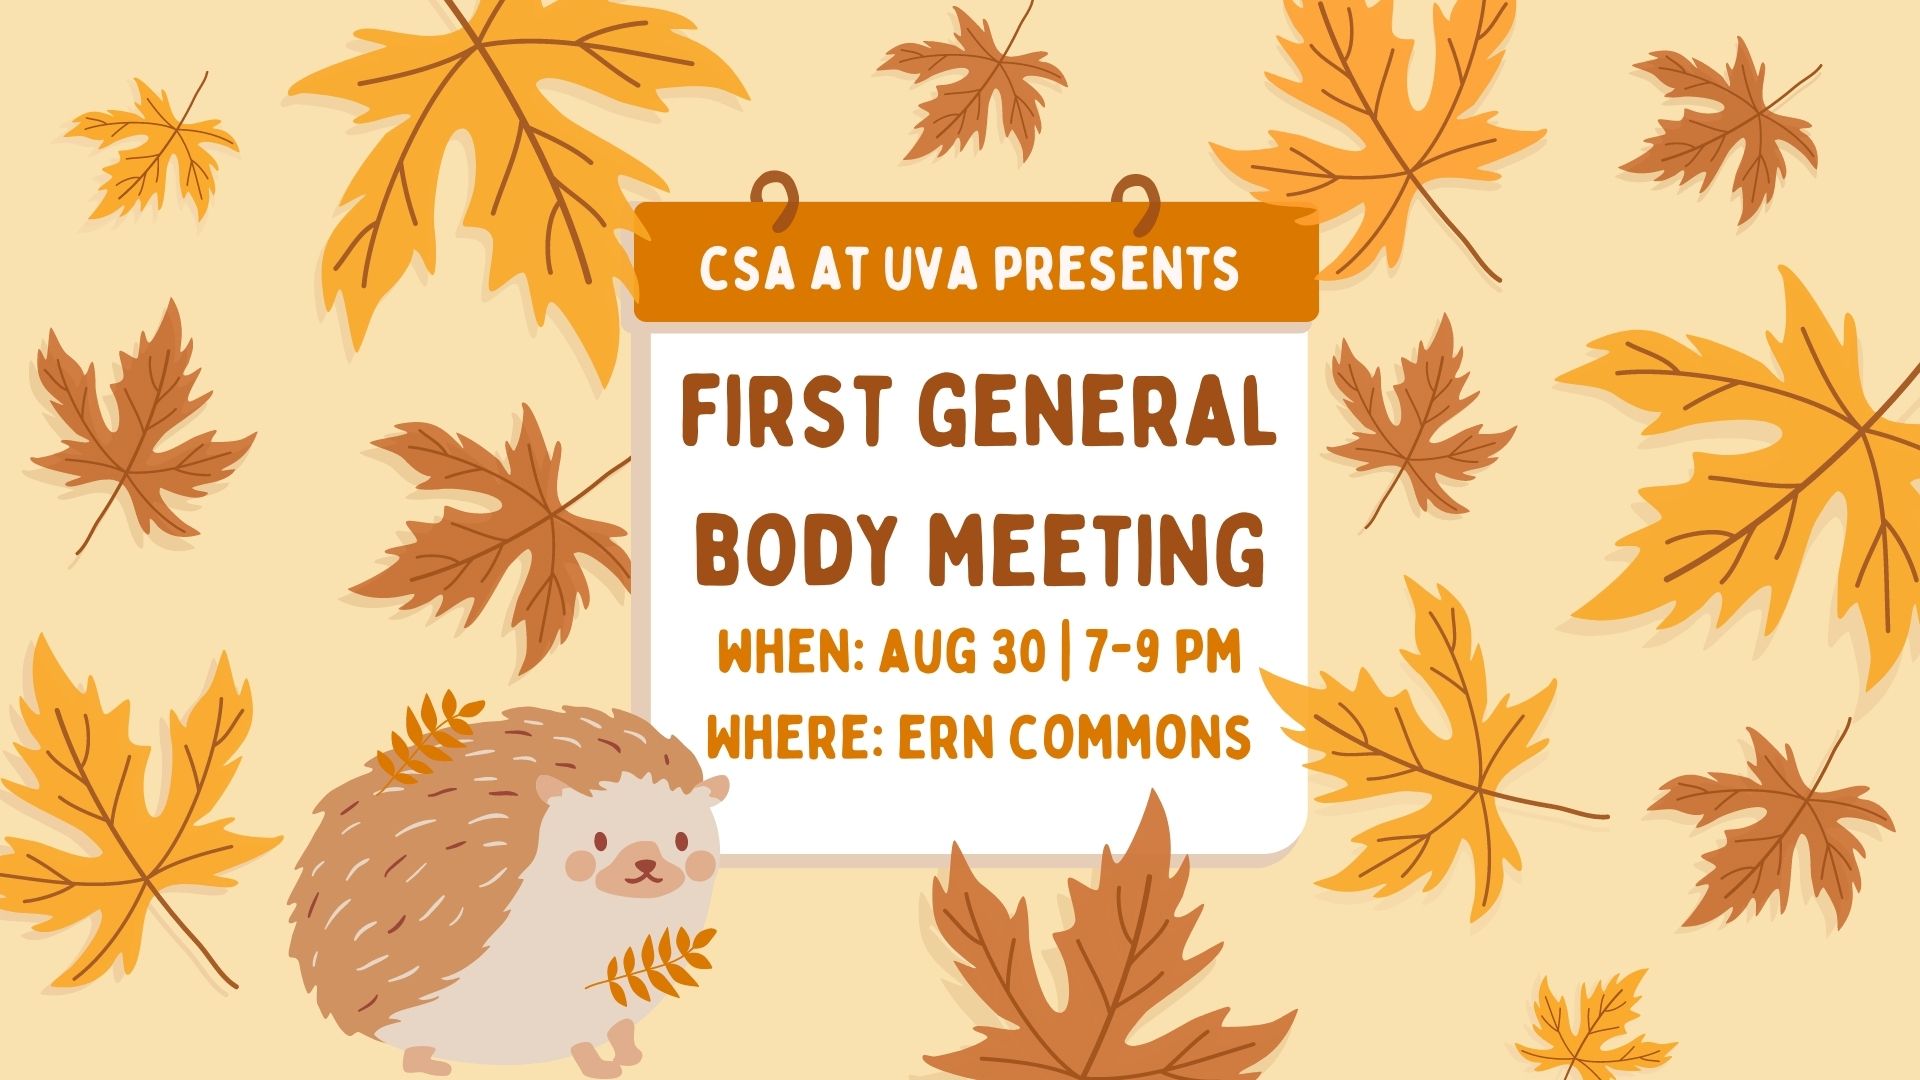 CSA AT UVA PRESENTS
FIRST GENERAL
BODY MEETING
WHEN: AUG 30 | 7-9 PM
WHERE: ERN COMMONS